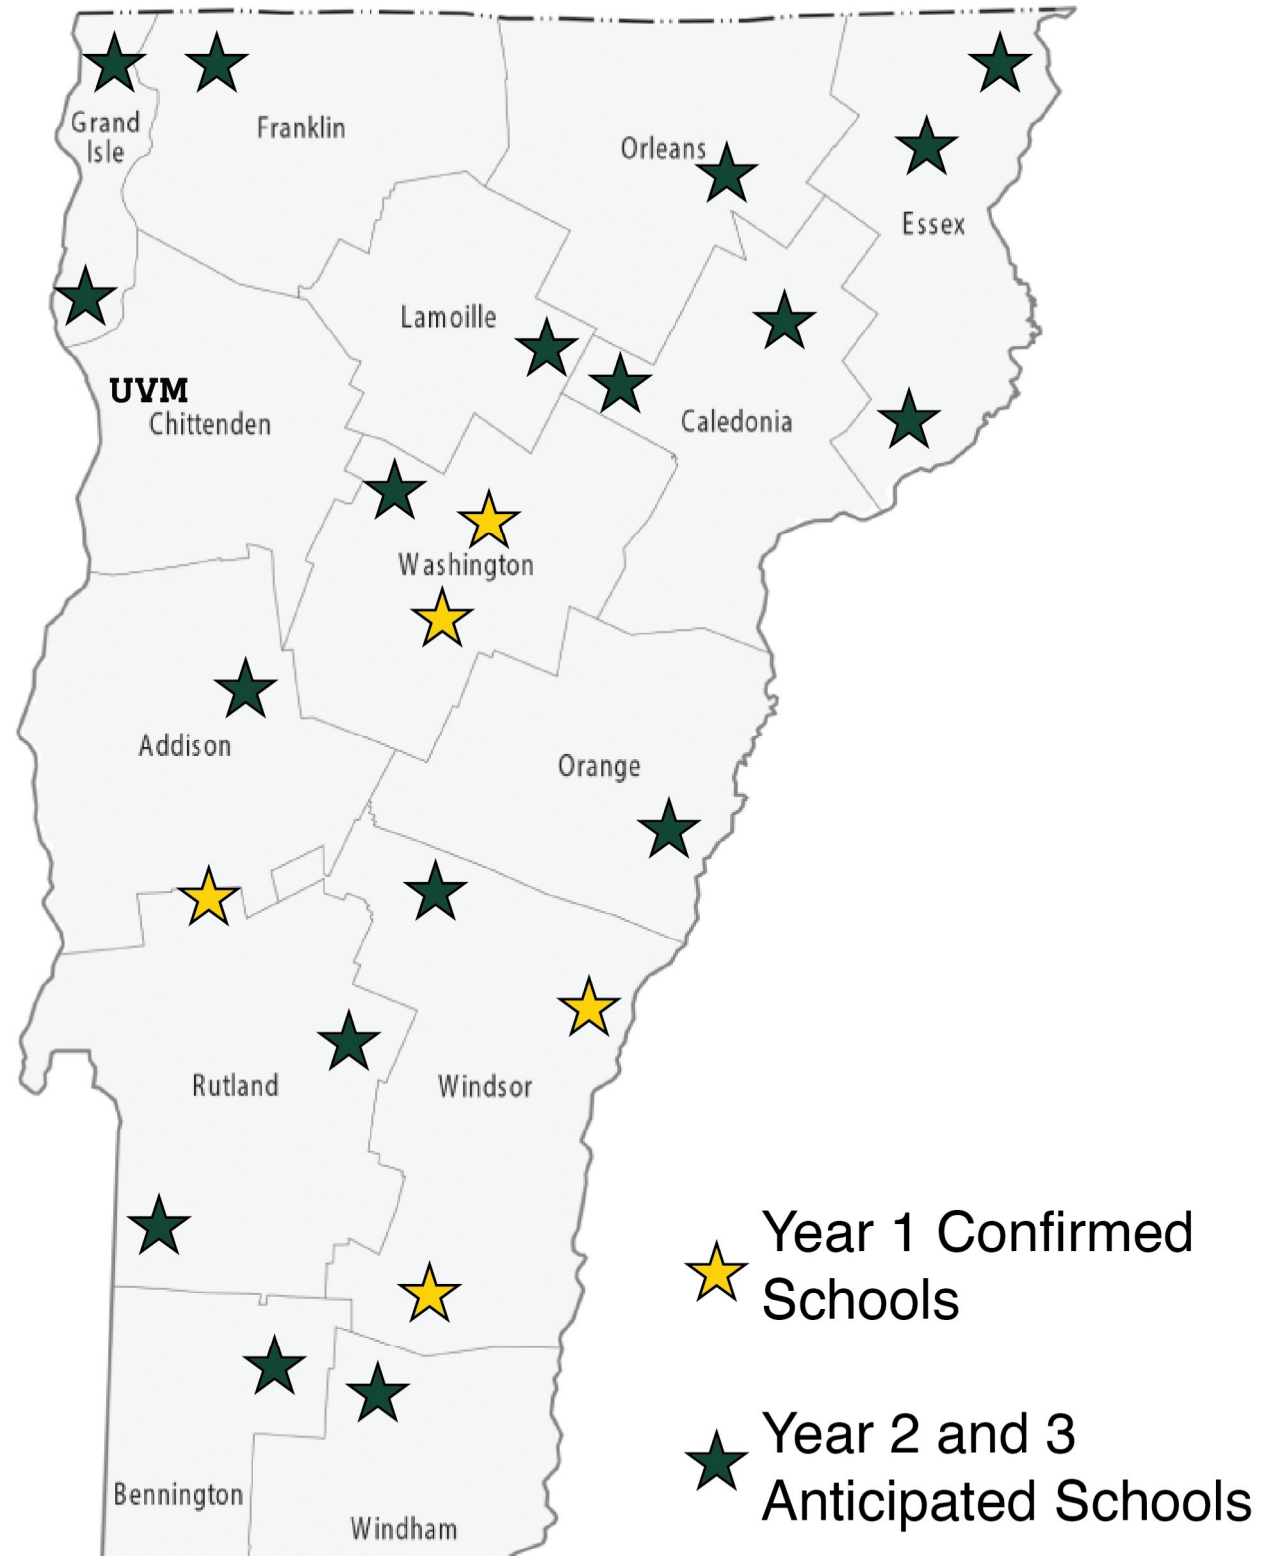 Grand
Isle
Franklin
Orleans
Essex
Lamoille
UVM
Chittenden
Caledonia
Washington
Addison
Orange
Rutland
Windsor
Year 1 Confirmed
Schools
Year 2 and 3
Anticipated Schools
Bennington
Windham